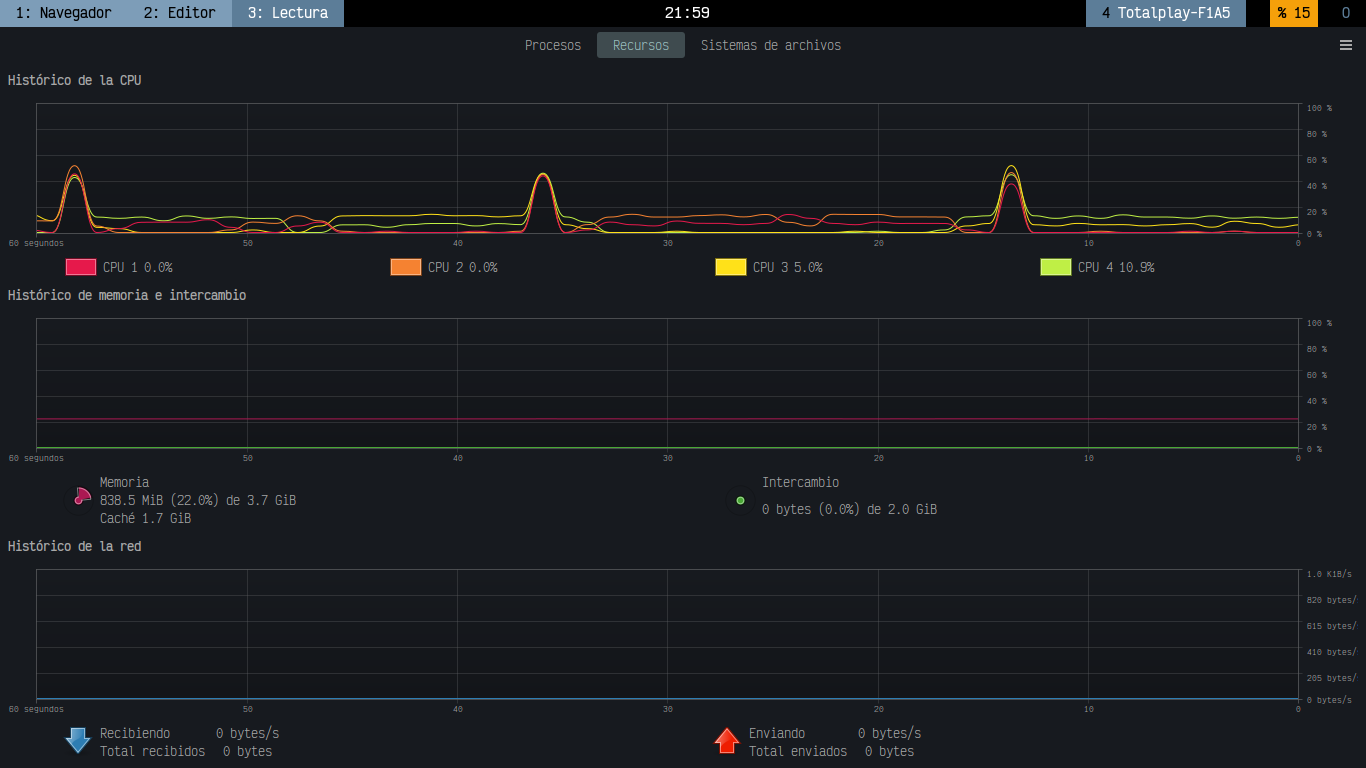 1: Navegador 2: Editor 3: Lectura 21:59 4 Totalplay-F1A5 % 15 O
Procesos Recursos Sistemas de archivos
Histórico de la CPU
100 %
80 %
60 %
40 %
20 %
0 %
60 segundos 50 40 30 20 10 0
CPU 1 0.0% CPU 2 0.0% CPU 3 5.0% CPU 4 10.9%
Histórico de memoria e intercambio
100 %
80 %
60 %
40 %
20 %
0 %
60 segundos 50 40 30 20 10 0
Memoria
838.5 MiB (22.0%) de 3.7 GiB
Caché 1.7 GiB
Intercambio
0 bytes (0.0%) de 2.0 GiB
Histórico de la red
1.0 KiB/s
820 bytes/
615 bytes/
410 bytes/
205 bytes/
0 bytes/s
60 segundos 50 40 30 20 10 0
Recibiendo 0 bytes/s
Total recibidos 0 bytes
Enviando 0 bytes/s
Total enviados 0 bytes